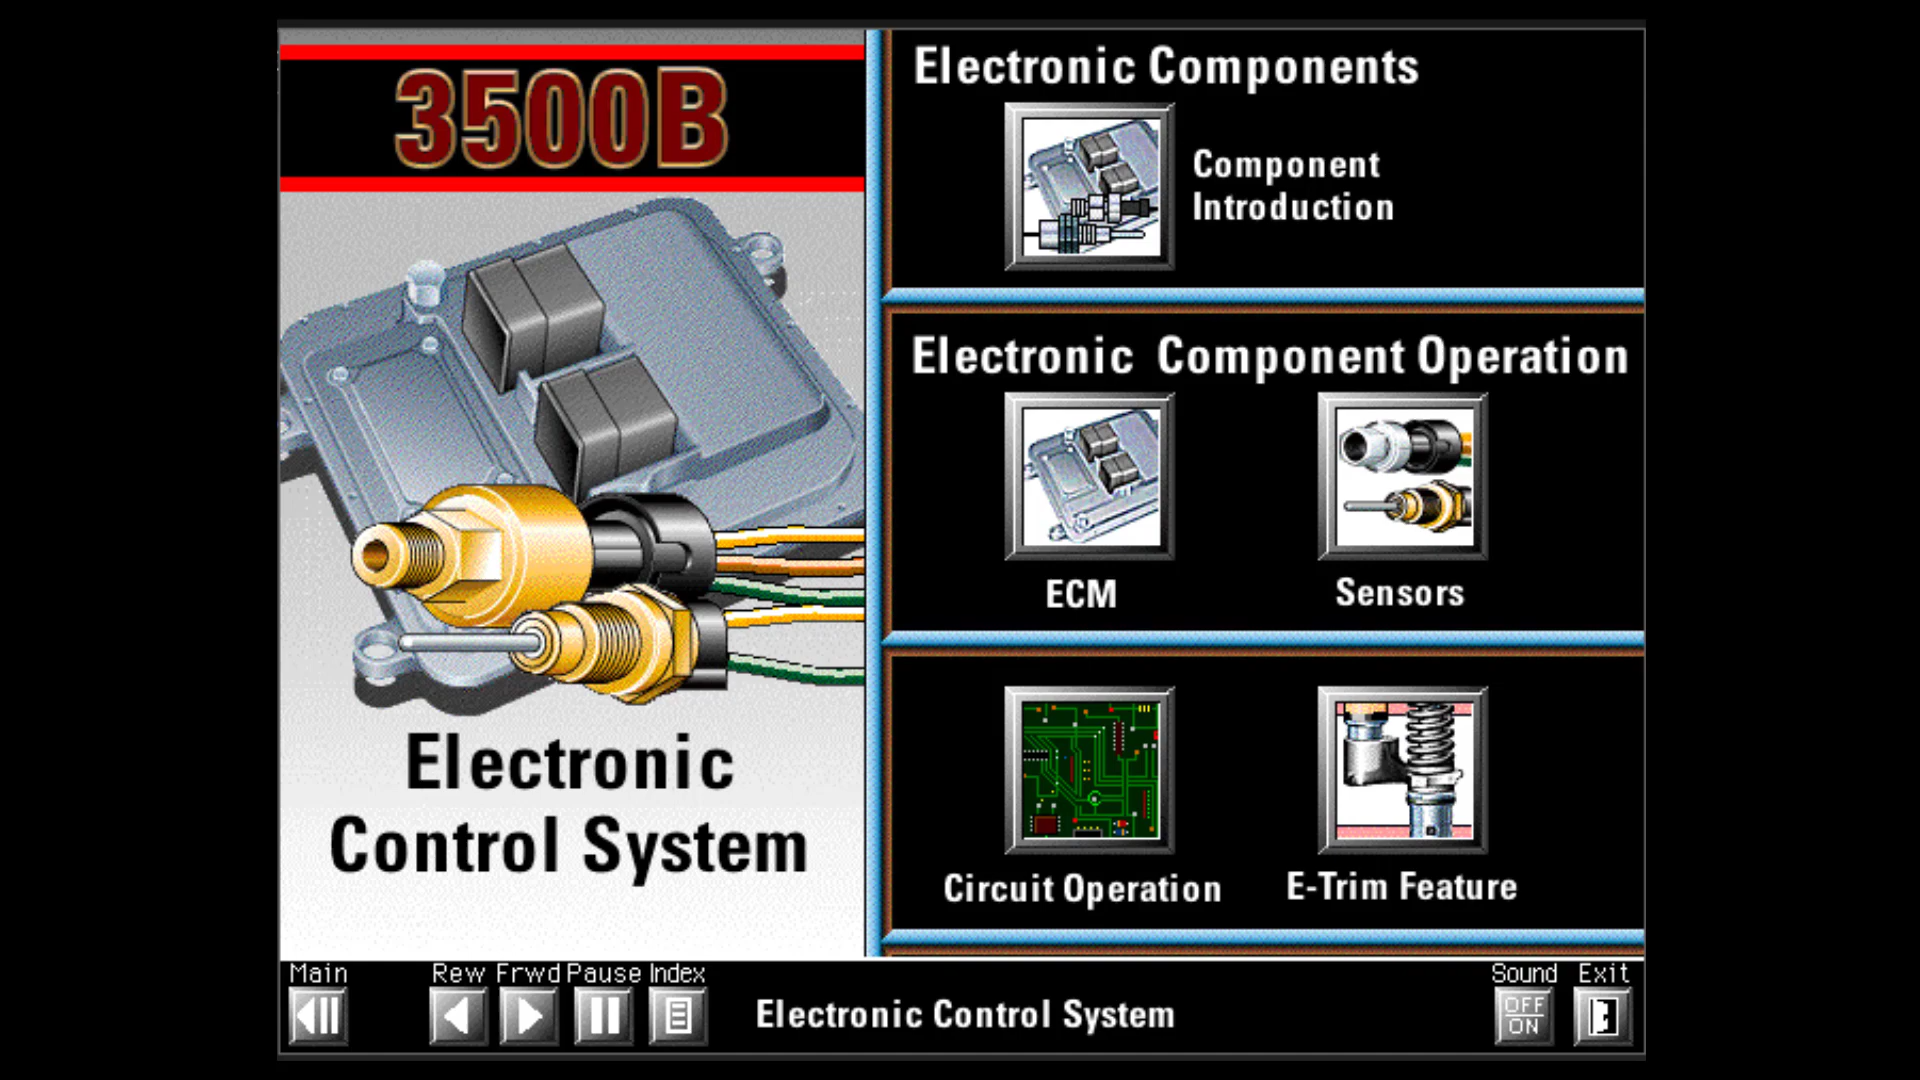 3500B
Electronic
Control System
Electronic Components
Component
Introduction
Electronic Component Operation
ECM
Sensors
Circuit Operation
E-Trim Feature
Main
Rew Frwd Pause Index
Electronic Control System
Sound Exit
OFF
ON